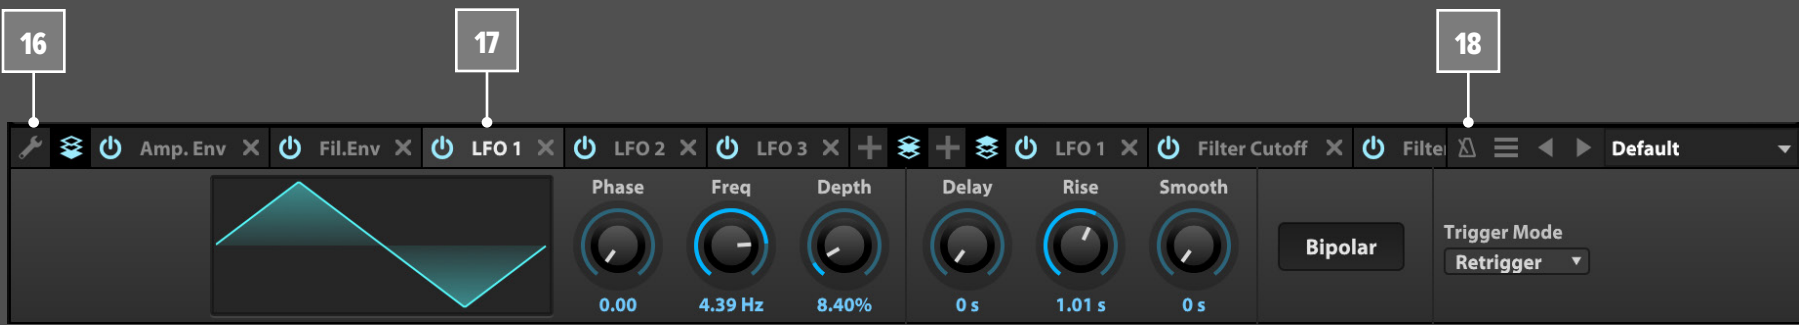 16 17 18
Amp. Env Fil.Env LFO 1 LFO 2 LFO 3 LFO 1 Filter Cutoff Filter Default
Phase Freq Depth Delay Rise Smooth
Trigger Mode
Bipolar
Retrigger
0.00 4.39 Hz 8.40% 0 s 1.01 s 0 s